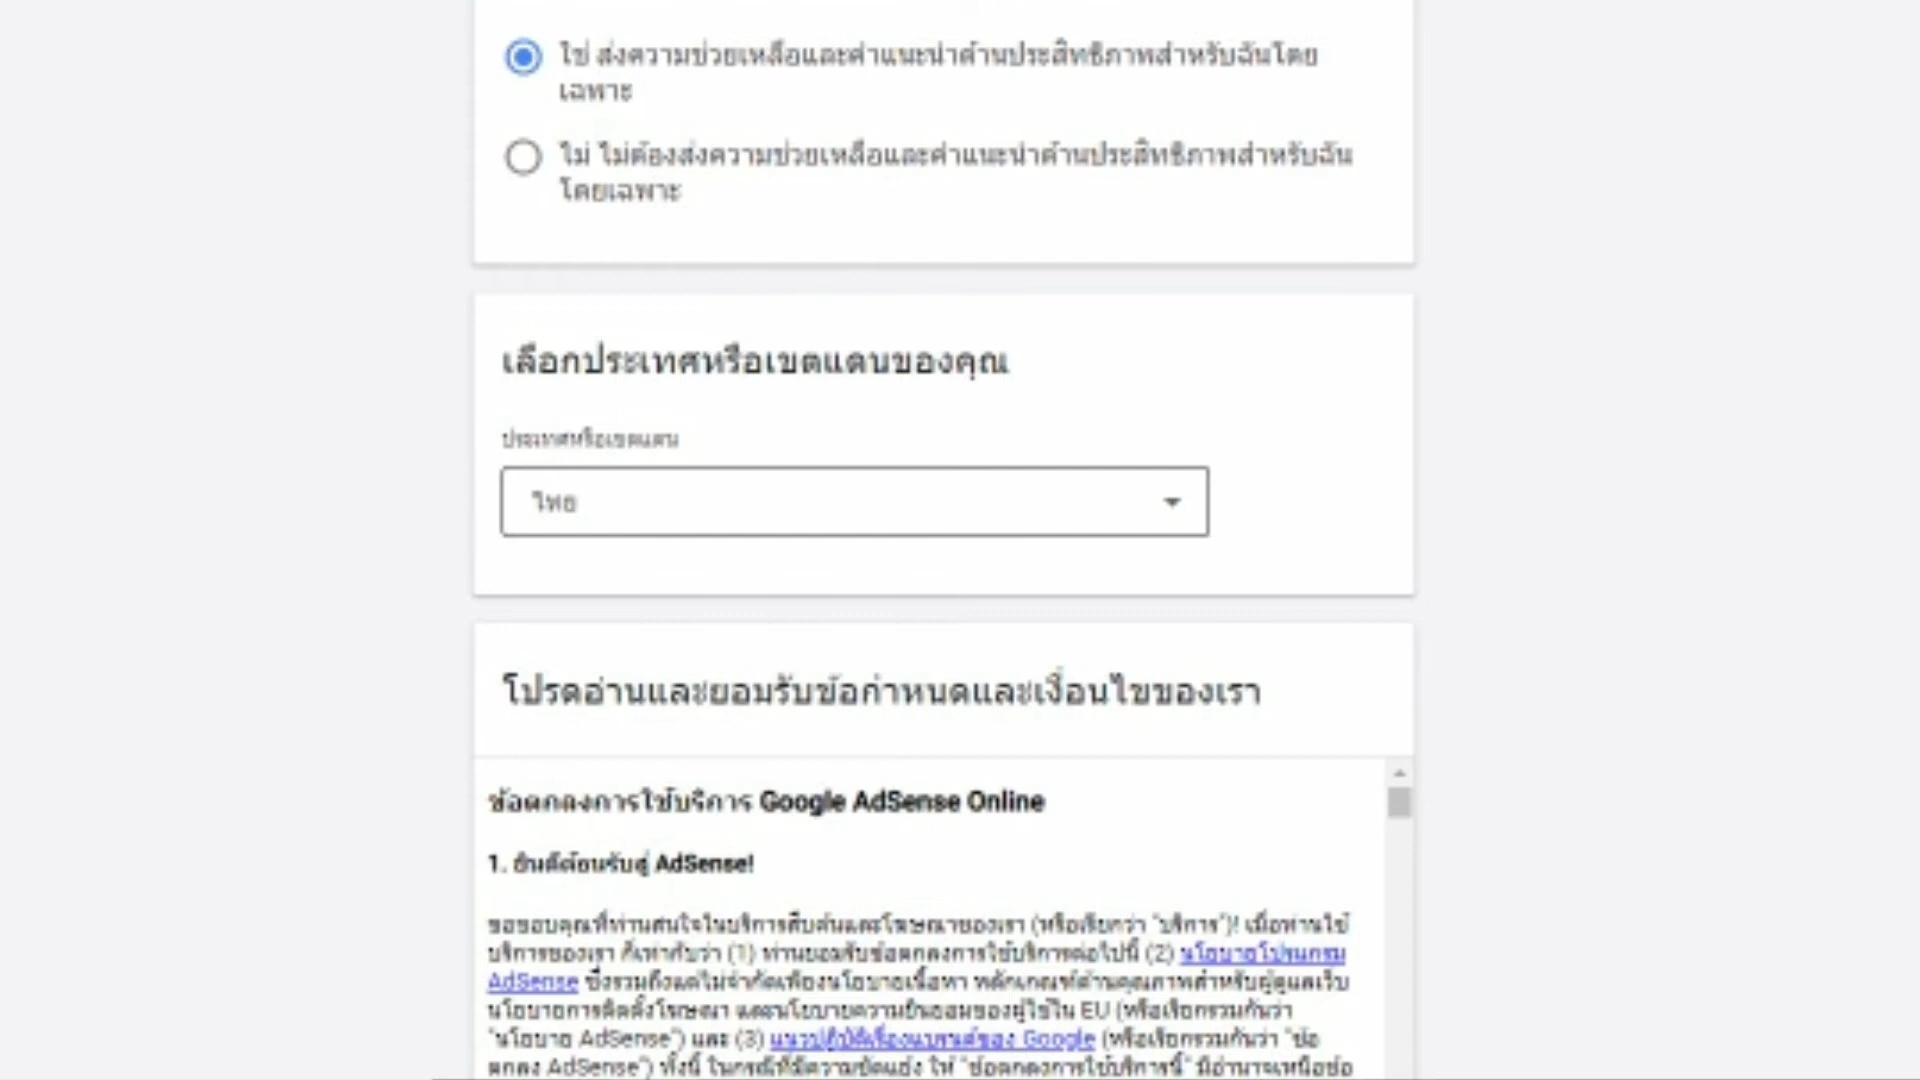 ใช่ ส่งความช่วยเหลือและคำแนะนำด้านประสิทธิภาพสำหรับฉันโดย
เฉพาะ
ไม่ ไม่ต้องส่งความช่วยเหลือและคำแนะนำด้านประสิทธิภาพสำหรับฉัน
โดยเฉพาะ
เลือกประเทศหรือเขตแดนของคุณ
ประเทศหรือเขตแดน
ไทย
โปรดอ่านและยอมรับข้อกำหนดและเงื่อนไขของเรา
ข้อตกลงการใช้บริการ Google AdSense Online
1. ยินดีต้อนรับสู่ AdSense!
ขอขอบคุณที่ท่านสนใจในบริการสืบค้นและโฆษณาของเรา (หรือเรียกว่า "บริการ")! เมื่อท่านใช้
บริการของเรา ก็เท่ากับว่า (1) ท่านยอมรับข้อตกลงการใช้บริการต่อไปนี้ (2) นโยบายโปรแกรม
AdSense ซึ่งรวมถึงแต่ไม่จำกัดเพียงนโยบายเนื้อหา หลักเกณฑ์ด้านคุณภาพสำหรับผู้ดูแลเว็บ
นโยบายการติดตั้งโฆษณา และนโยบายความยินยอมของผู้ใช้ใน EU (หรือเรียกรวมกันว่า
"นโยบาย AdSense") และ (3) แนวปฏิบัติเรื่องแบรนด์ของ Google (หรือเรียกรวมกันว่า "ข้อ
ตกลง AdSense") ทั้งนี้ ในกรณีที่มีความขัดแย้ง ให้ "ข้อตกลงการใช้บริการนี้" มีอำนาจเหนือข้อ